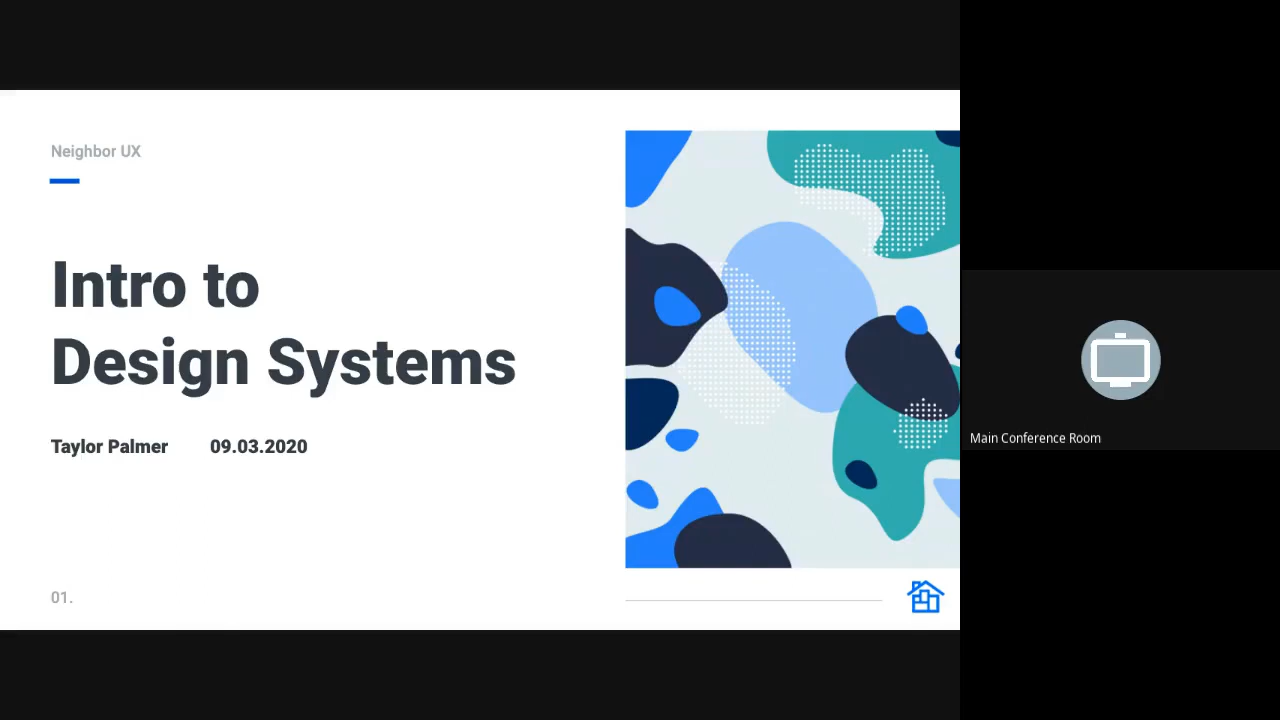 Neighbor UX
Intro to
Design Systems
Taylor Palmer 09.03.2020
01.
Main Conference Room